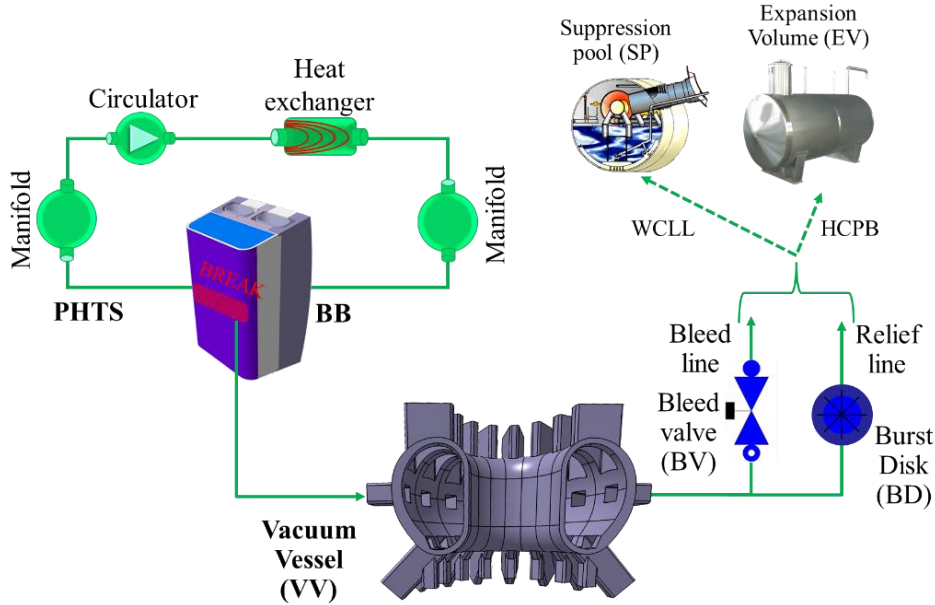 Suppression
pool (SP)
Expansion
Volume (EV)
Circulator
Heat
exchanger
Manifold
Manifold
WCLL
HCPB
BREAK
PHTS
BB
Bleed
line
Relief
line
Bleed
valve
(BV)
Burst
Disk
(BD)
Vacuum
Vessel
(VV)